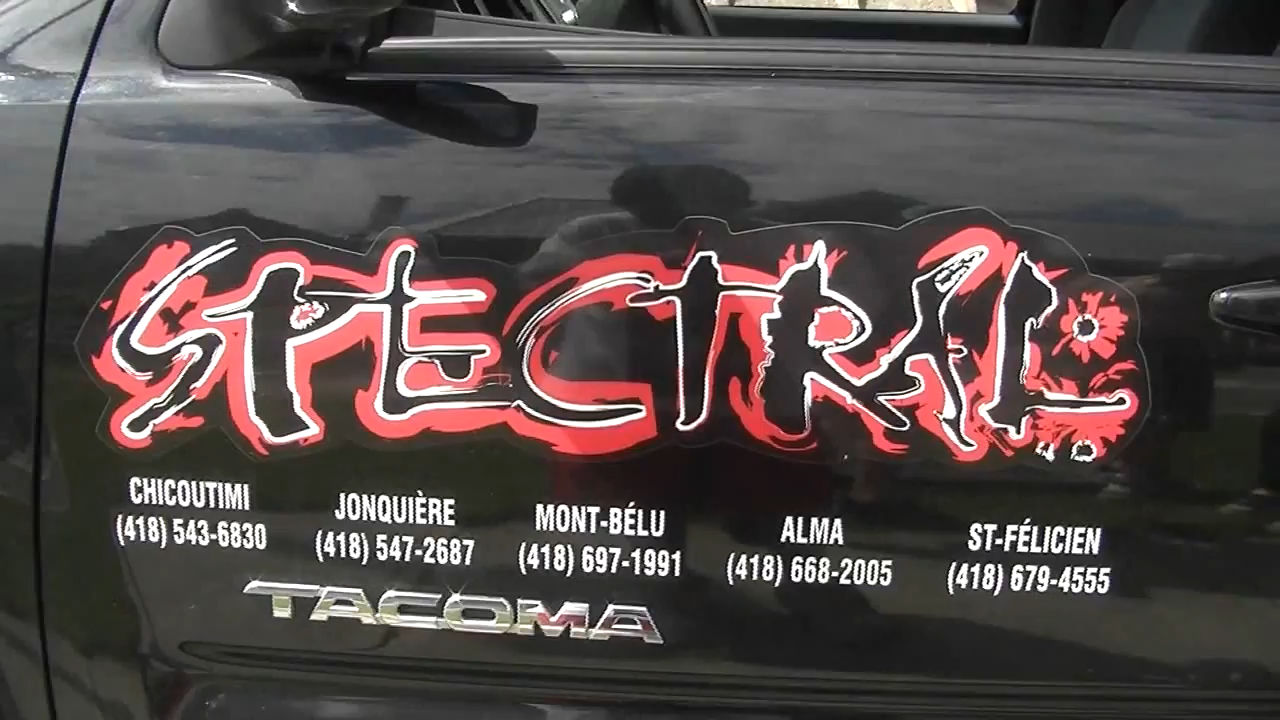 SPECTRAL
CHICOUTIMI
(418) 543-6830
JONQUIÈRE
(418) 547-2687
MONT-BÉLU
(418) 697-1991
ALMA
(418) 668-2005
ST-FÉLICIEN
(418) 679-4555
TACOMA